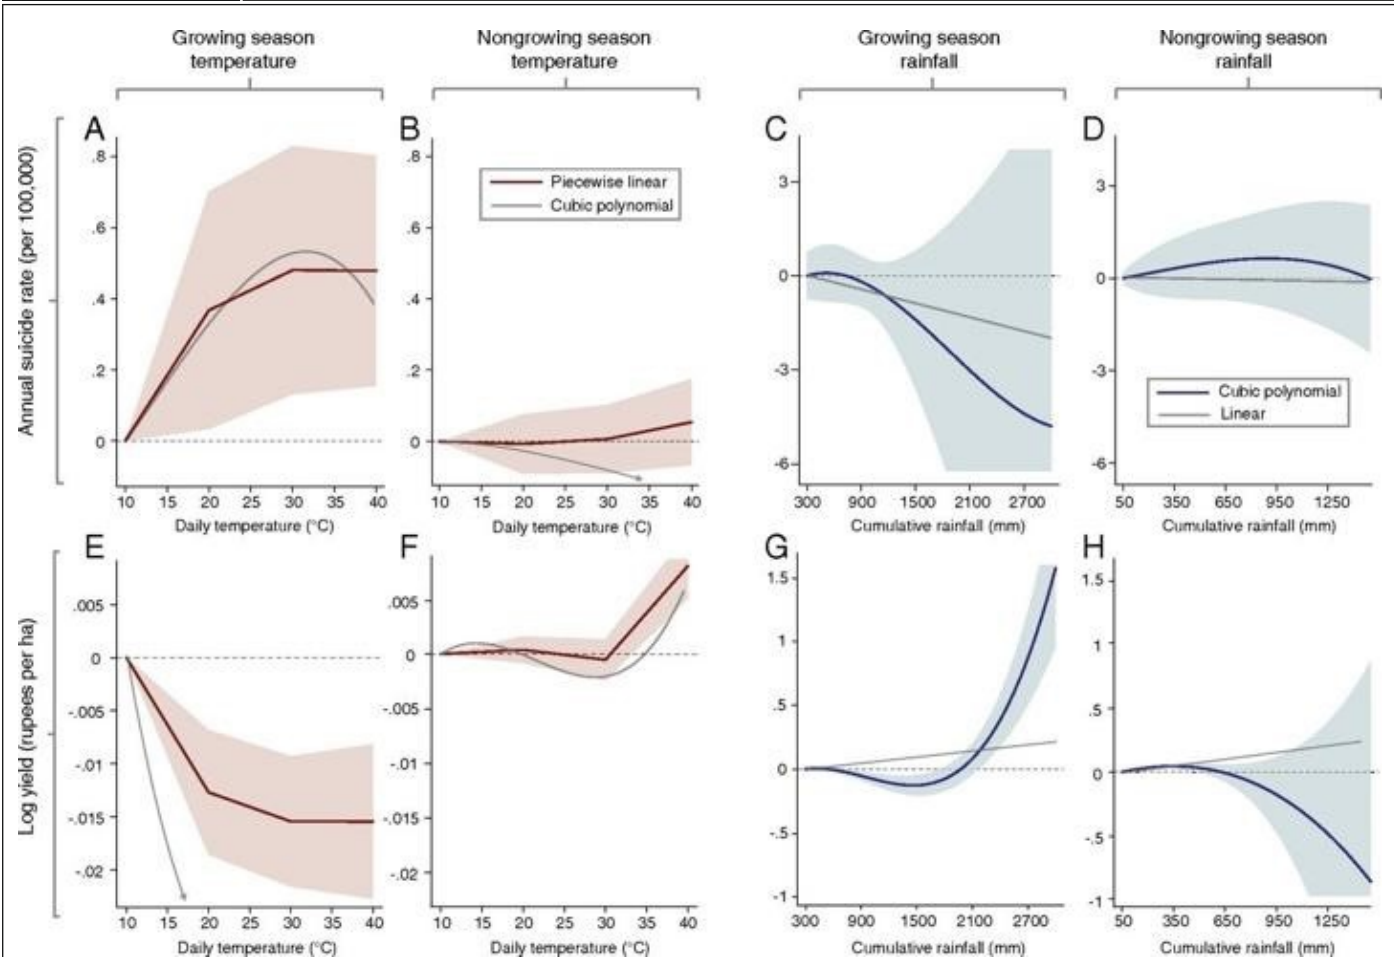 Growing season
temperature
Nongrowing season
temperature
Growing season
rainfall
Nongrowing season
rainfall
Annual suicide rate (per 100,000)
A
.8
.6
.4
.2
0
10 15 20 25 30 35 40
Daily temperature (°C)
B
.8
.6
.4
.2
0
Piecewise linear
Cubic polynomial
10 15 20 25 30 35 40
Daily temperature (°C)
C
3
0
-3
-6
300 900 1500 2100 2700
Cumulative rainfall (mm)
D
3
0
-3
-6
Cubic polynomial
Linear
50 350 650 950 1250
Cumulative rainfall (mm)
Log yield (rupees per ha)
E
.005
0
-.005
-.01
-.015
-.02
10 15 20 25 30 35 40
Daily temperature (°C)
F
.005
0
-.005
-.01
-.015
-.02
10 15 20 25 30 35 40
Daily temperature (°C)
G
1.5
1
.5
0
-.5
-1
300 900 1500 2100 2700
Cumulative rainfall (mm)
H
1.5
1
.5
0
-.5
-1
50 350 650 950 1250
Cumulative rainfall (mm)